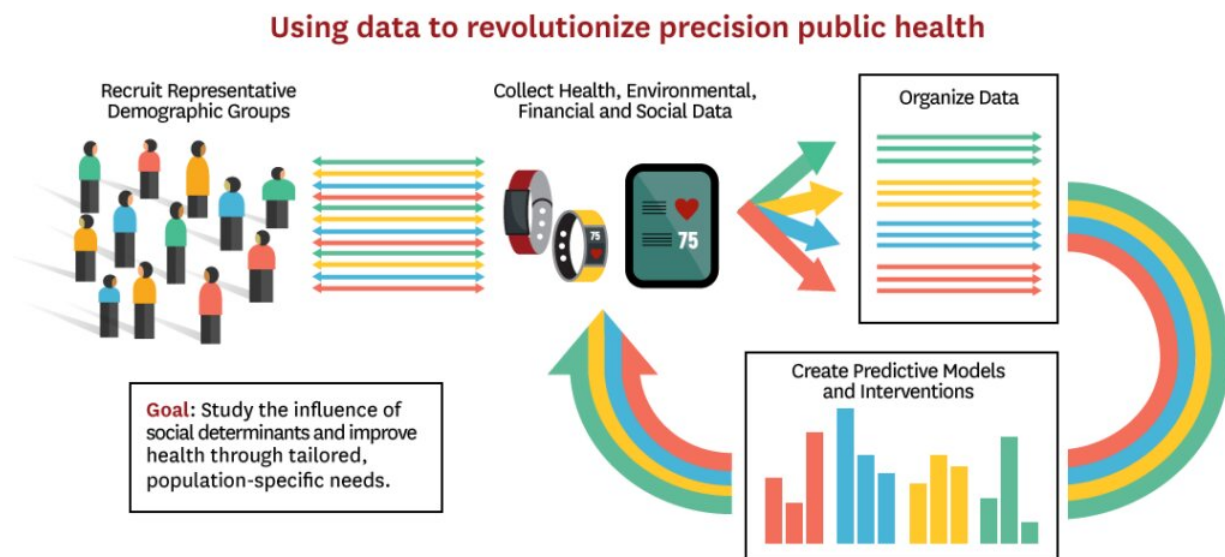 Using data to revolutionize precision public health
Recruit Representative
Demographic Groups
Collect Health, Environmental,
Financial and Social Data
75
75
Organize Data
Goal: Study the influence of
social determinants and improve
health through tailored,
population-specific needs.
Create Predictive Models
and Interventions